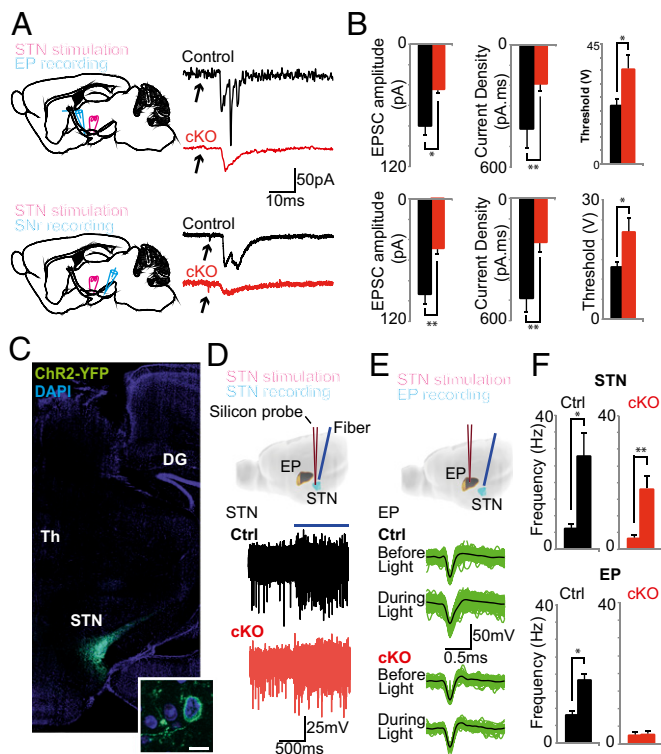 A
STN stimulation
EP recording
Control
cKO
50pA
10ms
STN stimulation
SNr recording
Control
cKO
B
EPSC amplitude
(pA)
0
120
*
Current Density
(pA.ms)
0
600
**
Threshold
(V)
45
0
*
EPSC amplitude
(pA)
0
120
**
Current Density
(pA.ms)
0
600
**
Threshold
(V)
30
0
*
C
ChR2-YFP
DAPI
DG
Th
STN
D
STN stimulation
STN recording
Silicon probe
Fiber
EP
STN
STN
Ctrl
cKO
25mV
500ms
E
STN stimulation
EP recording
EP
STN
EP
Ctrl
Before
Light
During
Light
50mV
0.5ms
cKO
Before
Light
During
Light
F
STN
Ctrl
cKO
Frequency (Hz)
40
0
*
40
0
**
EP
Ctrl
cKO
Frequency (Hz)
40
0
*
40
0